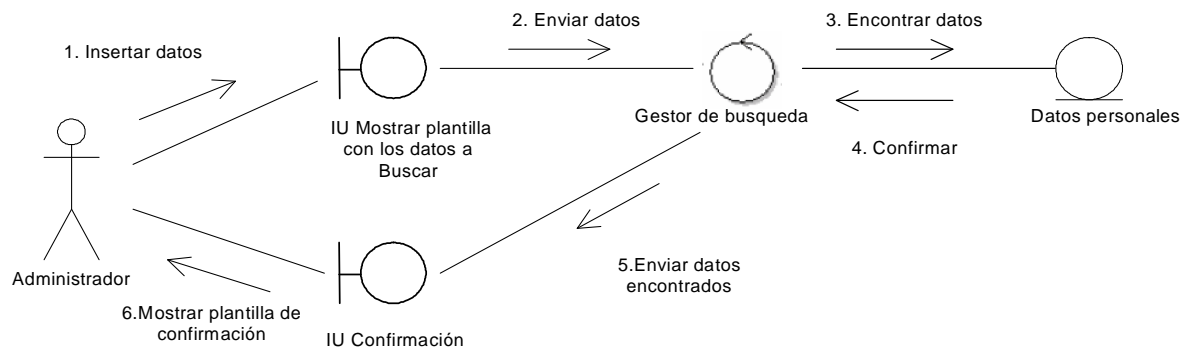 1. Insertar datos
2. Enviar datos
3. Encontrar datos
IU Mostrar plantilla
con los datos a
Buscar
Gestor de busqueda
Datos personales
4. Confirmar
Administrador
5.Enviar datos
encontrados
6.Mostrar plantilla de
confirmación
IU Confirmación